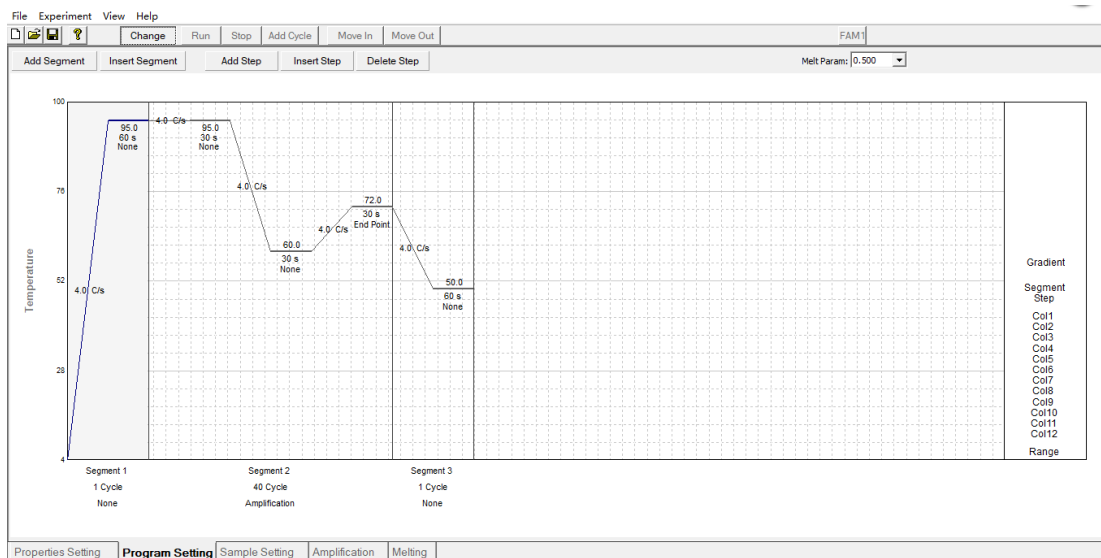 File Experiment View Help
? Change Run Stop Add Cycle Move In Move Out FAM1
Add Segment Insert Segment Add Step Insert Step Delete Step Melt Param: 0.500
100
95.0
60 s
None
4.0 C/s
95.0
30 s
None
4.0 C/s
76
72.0
30 s
End Point
4.0 C/s
60.0
30 s
None
4.0 C/s
Temperature
52
4.0 C/s
50.0
60 s
None
28
4
Gradient
Segment
Step
Col1
Col2
Col3
Col4
Col5
Col6
Col7
Col8
Col9
Col10
Col11
Col12
Range
Segment 1 Segment 2 Segment 3
1 Cycle 40 Cycle 1 Cycle
None Amplification None
Properties Setting Program Setting Sample Setting Amplification Melting